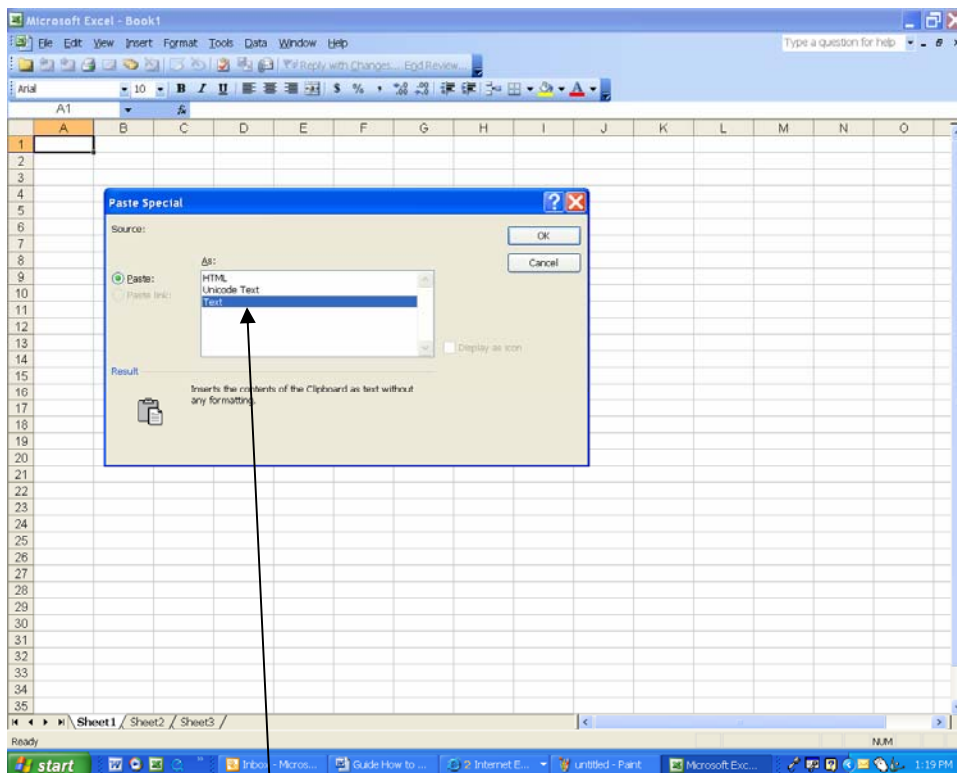 Microsoft Excel - Book1
File Edit View Insert Format Tools Data Window Help Type a question for help
Reply with Changes... End Review...
Arial 10 B I U $ % , A
A1 fx
A B C D E F G H I J K L M N O
1
2
3
4
5
6
7
8
9
10
11
12
13
14
15
16
17
18
19
20
21
22
23
24
25
26
27
28
29
30
31
32
33
34
35
Paste Special
Source:
OK
Cancel
As:
Paste:
Paste link:
HTML
Unicode Text
Text
Display as icon
Result
Inserts the contents of the Clipboard as text without
any formatting.
Sheet1 / Sheet2 / Sheet3 /
Ready NUM
start Inbox - Micros... Guide How to ... 2 Internet E... untitled - Paint Microsoft Exc... 1:19 PM